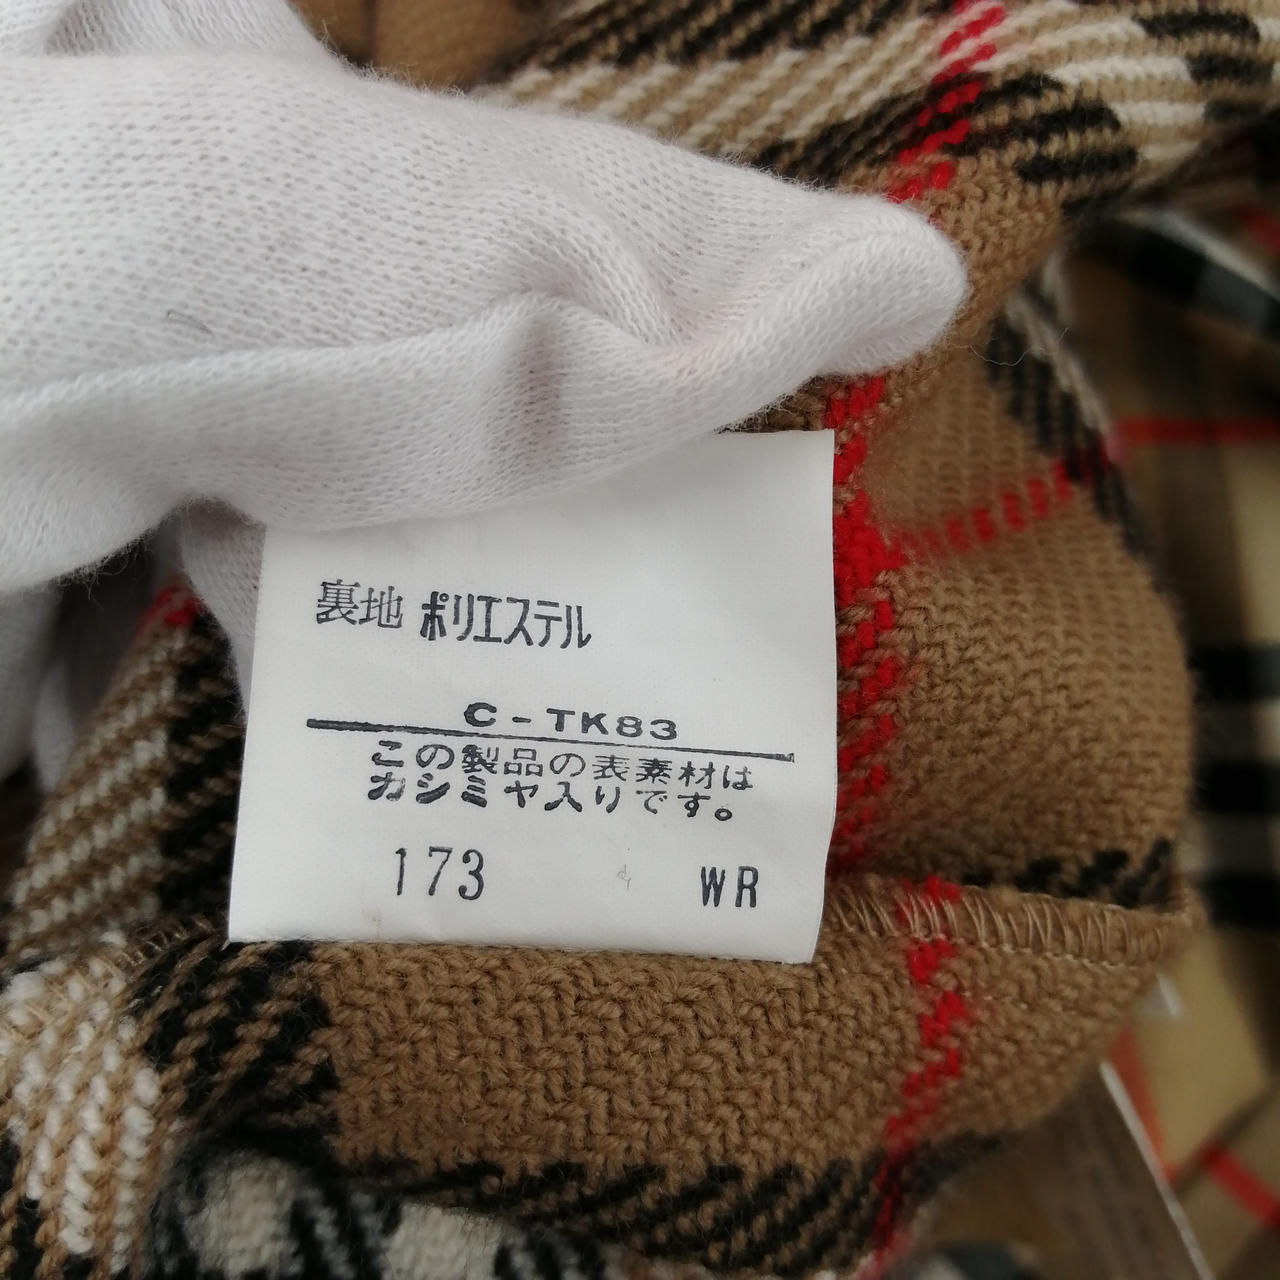 裏地 ポリエステル
C-TK83
この製品の表素材は
カシミヤ入りです。
173 WR